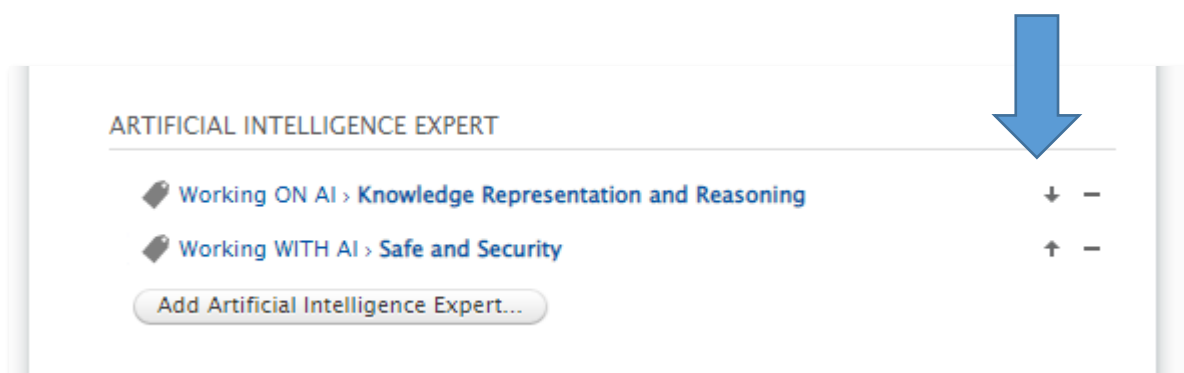 ARTIFICIAL INTELLIGENCE EXPERT
Working ON AI › Knowledge Representation and Reasoning
Working WITH AI › Safe and Security
Add Artificial Intelligence Expert...